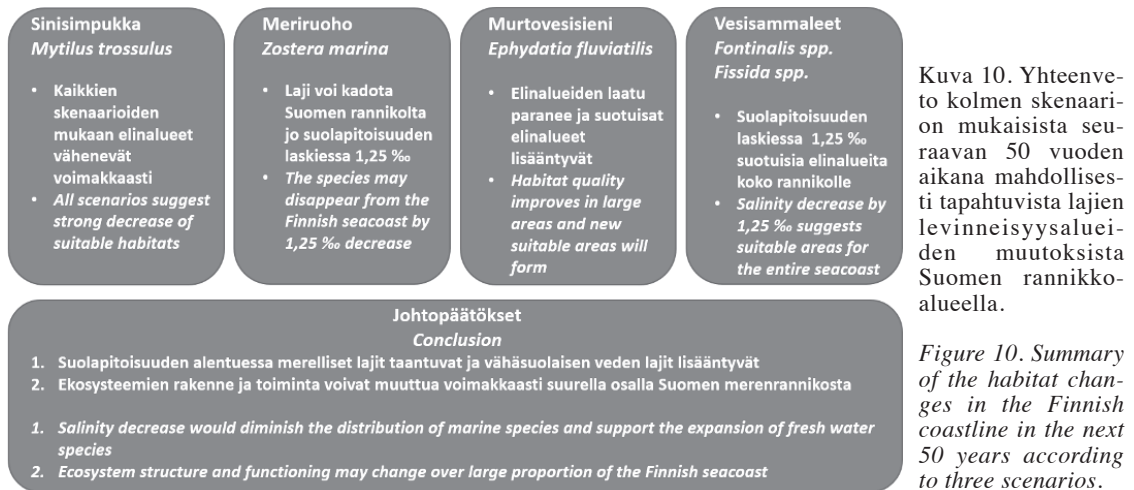 Sinisimpukka
Mytilus trossulus
• Kaikkien
skenaarioiden
mukaan elinalueet
vähenevät
voimakkaasti
• All scenarios suggest
strong decrease of
suitable habitats
Meriruoho
Zostera marina
• Laji voi kadota
Suomen rannikolta
jo suolapitoisuuden
laskiessa 1,25 ‰
• The species may
disappear from the
Finnish seacoast by
1,25 ‰ decrease
Murtovesisieni
Ephydatia fluviatilis
• Elinalueiden laatu
paranee ja suotuisat
elinalueet
lisääntyvät
• Habitat quality
improves in large
areas and new
suitable areas will
form
Vesisammaleet
Fontinalis spp.
Fissida spp.
• Suolapitoisuuden
laskiessa 1,25 ‰
suotuisia elinalueita
koko rannikolle
• Salinity decrease by
1,25 ‰ suggests
suitable areas for
the entire seacoast
Johtopäätökset
Conclusion
1. Suolapitoisuuden alentuessa merelliset lajit taantuvat ja vähäsuolaisen veden lajit lisääntyvät
2. Ekosysteemien rakenne ja toiminta voivat muuttua voimakkaasti suurella osalla Suomen merenrannikosta
1. Salinity decrease would diminish the distribution of marine species and support the expansion of fresh water
species
2. Ecosystem structure and functioning may change over large proportion of the Finnish seacoast
Kuva 10. Yhteenve-
to kolmen skenaari-
on mukaisista seu-
raavan 50 vuoden
aikana mahdollises-
ti tapahtuvista lajien
levinneisyysaluei-
den muutoksista
Suomen rannikko-
alueella.
Figure 10. Summary
of the habitat chan-
ges in the Finnish
coastline in the next
50 years according
to three scenarios.